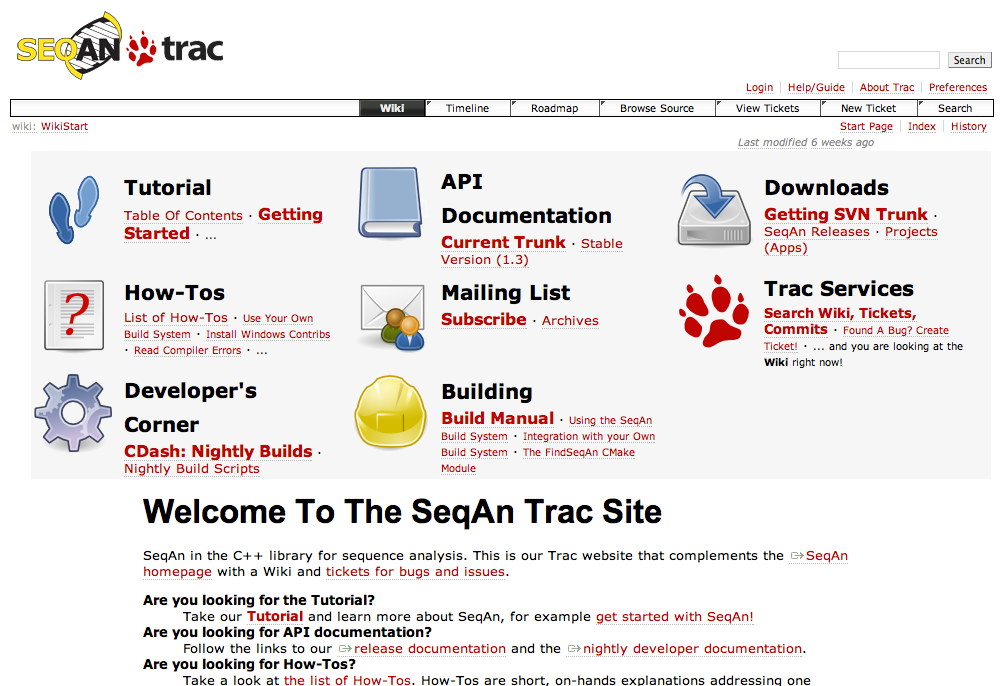 SEQAN trac
Search
Login Help/Guide About Trac Preferences
Wiki Timeline Roadmap Browse Source View Tickets New Ticket Search
wiki: WikiStart
Start Page Index History
Last modified 6 weeks ago
Tutorial
Table Of Contents · Getting
Started · ...
API
Documentation
Current Trunk · Stable
Version (1.3)
Downloads
Getting SVN Trunk ·
SeqAn Releases · Projects
(Apps)
?
How-Tos
List of How-Tos · Use Your Own
Build System · Install Windows Contribs
· Read Compiler Errors · ...
Mailing List
Subscribe · Archives
Trac Services
Search Wiki, Tickets,
Commits · Found A Bug? Create
Ticket! · ... and you are looking at the
Wiki right now!
Developer's
Corner
CDash: Nightly Builds ·
Nightly Build Scripts
Building
Build Manual · Using the SeqAn
Build System · Integration with your Own
Build System · The FindSeqAn CMake
Module
Welcome To The SeqAn Trac Site
SeqAn in the C++ library for sequence analysis. This is our Trac website that complements the SeqAn
homepage with a Wiki and tickets for bugs and issues.
Are you looking for the Tutorial?
Take our Tutorial and learn more about SeqAn, for example get started with SeqAn!
Are you looking for API documentation?
Follow the links to our release documentation and the nightly developer documentation.
Are you looking for How-Tos?
Take a look at the list of How-Tos. How-Tos are short, on-hands explanations addressing one